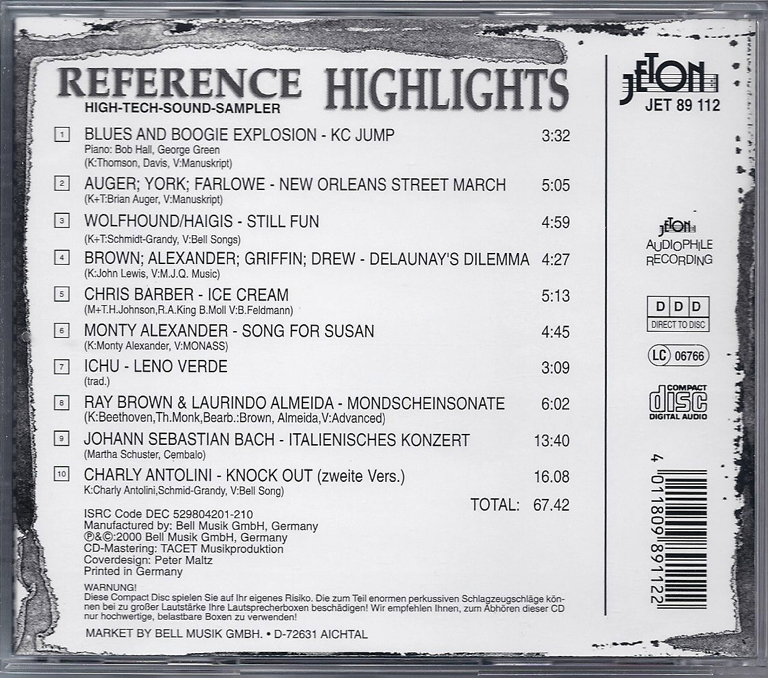 REFERENCE HIGHLIGHTS
HIGH-TECH-SOUND-SAMPLER
1 BLUES AND BOOGIE EXPLOSION - KC JUMP 3:32
Piano: Bob Hall, George Green
(K:Thomson, Davis, V:Manuskript)
2 AUGER; YORK; FARLOWE - NEW ORLEANS STREET MARCH 5:05
(K+T:Brian Auger, V:Manuskript)
3 WOLFHOUND/HAIGIS - STILL FUN 4:59
(K+T:Schmidt-Grandy, V:Bell Songs)
4 BROWN; ALEXANDER; GRIFFIN; DREW - DELAUNAY'S DILEMMA 4:27
(K:John Lewis, V:M.J.Q. Music)
5 CHRIS BARBER - ICE CREAM 5:13
(M+T.H.Johnson,R.A.King B.Moll V:B.Feldmann)
6 MONTY ALEXANDER - SONG FOR SUSAN 4:45
(K:Monty Alexander, V:MONASS)
7 ICHU - LENO VERDE 3:09
(trad.)
8 RAY BROWN & LAURINDO ALMEIDA - MONDSCHEINSONATE 6:02
(K:Beethoven,Th.Monk,Bearb.:Brown, Almeida,V:Advanced)
9 JOHANN SEBASTIAN BACH - ITALIENISCHES KONZERT 13:40
(Martha Schuster, Cembalo)
10 CHARLY ANTOLINI - KNOCK OUT (zweite Vers.) 16.08
K:Charly Antolini,Schmid-Grandy, V:Bell Song)
TOTAL: 67.42
ISRC Code DEC 529804201-210
Manufactured by: Bell Musik GmbH, Germany
℗&©:2000 Bell Musik GmbH, Germany
CD-Mastering: TACET Musikproduktion
Coverdesign: Peter Maltz
Printed in Germany
WARNUNG!
Diese Compact Disc spielen Sie auf Ihr eigenes Risiko. Die zum Teil enormen perkussiven Schlagzeugschläge kön-
nen bei zu großer Lautstärke Ihre Lautsprecherboxen beschädigen! Wir empfehlen Ihnen, zum Abhören dieser CD
nur hochwertige, belastbare Boxen zu verwenden!
MARKET BY BELL MUSIK GMBH. • D-72631 AICHTAL
JETON
JET 89 112
JETON
AUDIOPHILE
RECORDING
D D D
DIRECT TO DISC
LC 06766
COMPACT
disc
DIGITAL AUDIO
4 011809 891122